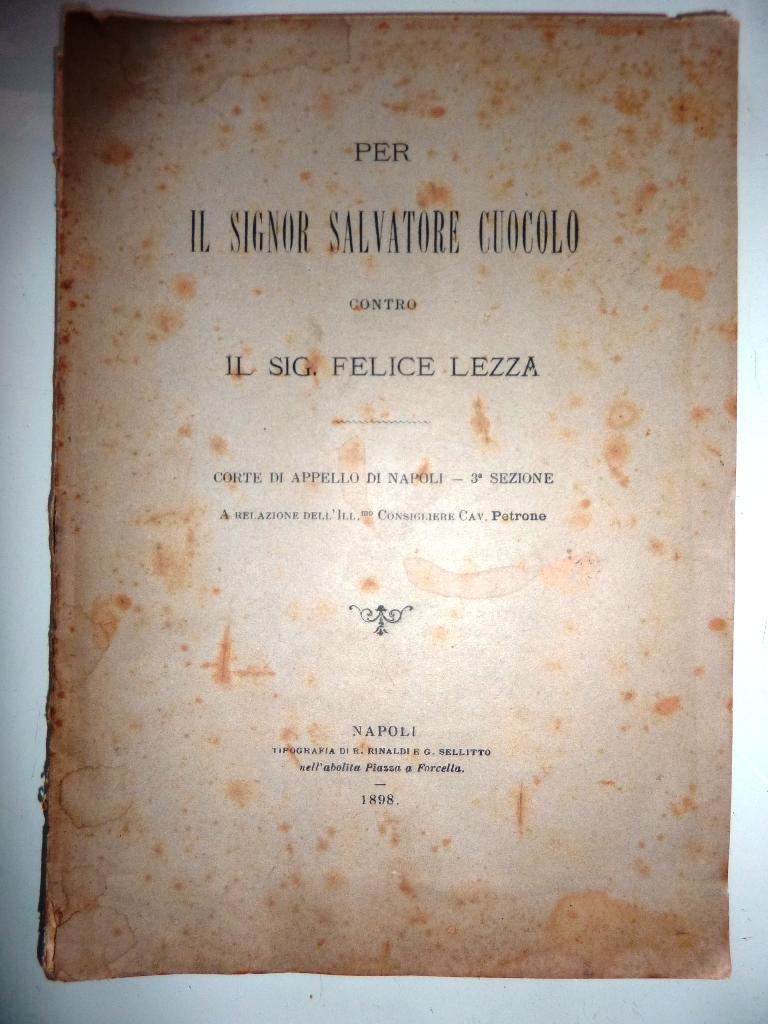 PER
IL SIGNOR SALVATORE CUOCOLO
CONTRO
IL SIG. FELICE LEZZA
CORTE DI APPELLO DI NAPOLI — 3ª SEZIONE
A RELAZIONE DELL'ILL.mo CONSIGLIERE CAV. Petrone
NAPOLI
TIPOGRAFIA DI R. RINALDI E G. SELLITTO
nell'abolita Piazza a Forcella.
—
1898.